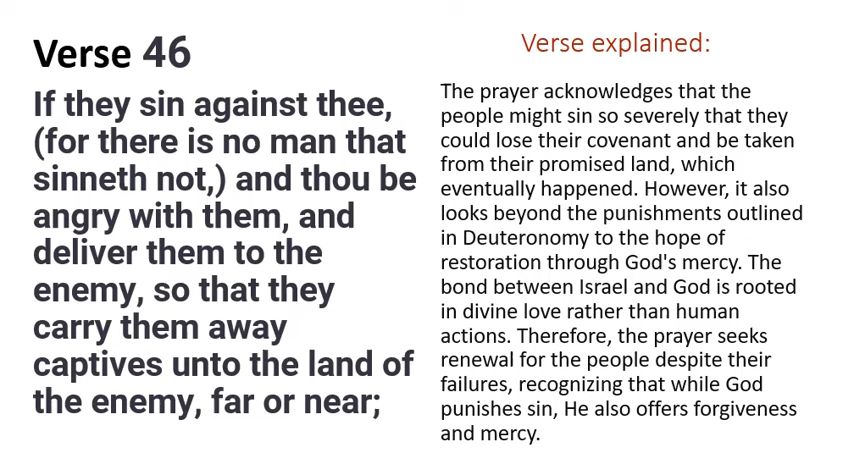 Verse 46
If they sin against thee,
(for there is no man that
sinneth not,) and thou be
angry with them, and
deliver them to the
enemy, so that they
carry them away
captives unto the land of
the enemy, far or near;
Verse explained:
The prayer acknowledges that the
people might sin so severely that they
could lose their covenant and be taken
from their promised land, which
eventually happened. However, it also
looks beyond the punishments outlined
in Deuteronomy to the hope of
restoration through God's mercy. The
bond between Israel and God is rooted
in divine love rather than human
actions. Therefore, the prayer seeks
renewal for the people despite their
failures, recognizing that while God
punishes sin, He also offers forgiveness
and mercy.